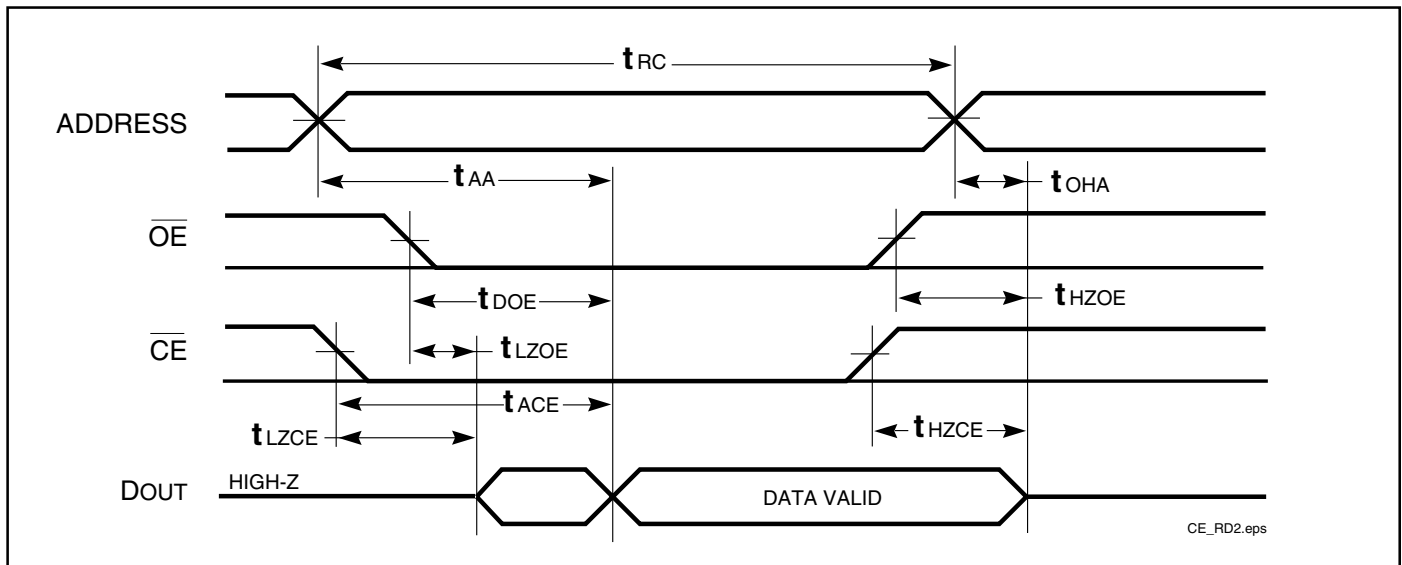 tRC
ADDRESS
tAA
tOHA
OE
tDOE
tHZOE
CE
tLZOE
tACE
tLZCE
tHZCE
DOUT
HIGH-Z
DATA VALID
CE_RD2.eps